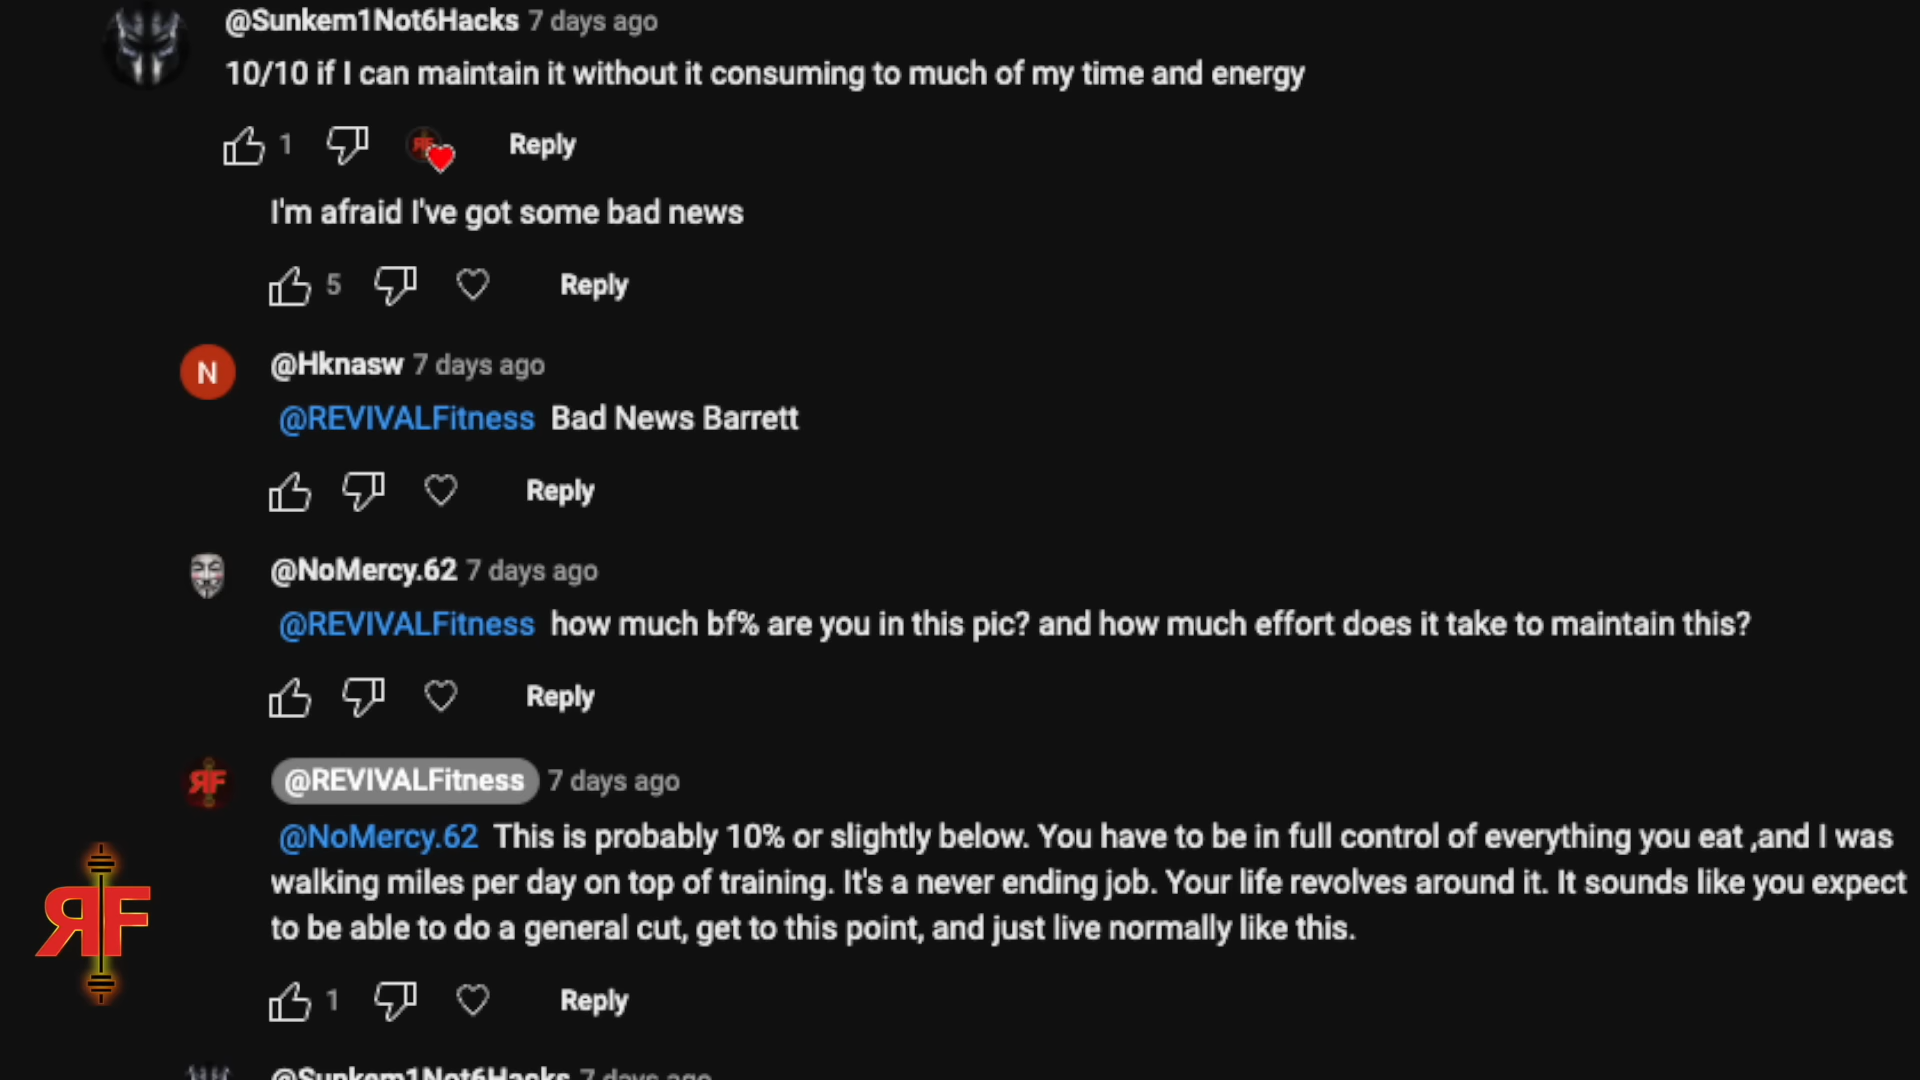 @Sunkem1Not6Hacks 7 days ago
10/10 if I can maintain it without it consuming to much of my time and energy
1 RF Reply
I'm afraid I've got some bad news
5 Reply
N @Hknasw 7 days ago
@REVIVALFitness Bad News Barrett
Reply
@NoMercy.62 7 days ago
@REVIVALFitness how much bf% are you in this pic? and how much effort does it take to maintain this?
Reply
RF @REVIVALFitness 7 days ago
@NoMercy.62 This is probably 10% or slightly below. You have to be in full control of everything you eat ,and I was
walking miles per day on top of training. It's a never ending job. Your life revolves around it. It sounds like you expect
to be able to do a general cut, get to this point, and just live normally like this.
RF
1 Reply
@Sunkem1Not6Hacks 7 days ago